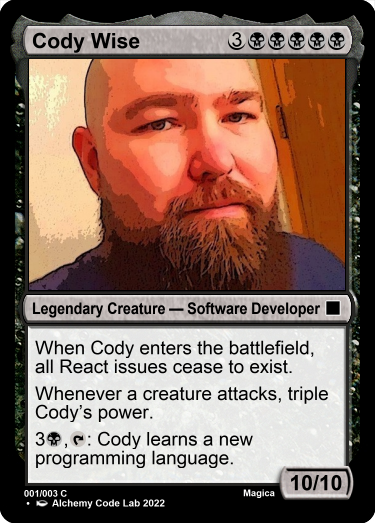 Cody Wise 3
Legendary Creature — Software Developer
When Cody enters the battlefield,
all React issues cease to exist.
Whenever a creature attacks, triple
Cody's power.
3 , : Cody learns a new
programming language.
10/10
001/003 C Magica
• Alchemy Code Lab 2022